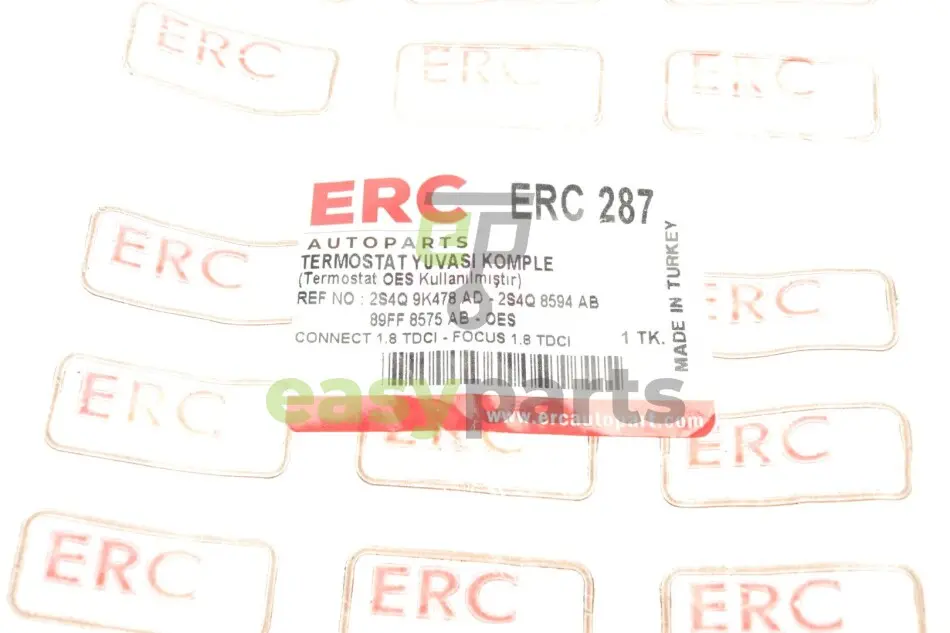 ERC
ERC
ERC
ERC ERC 287
AUTOPARTS
TERMOSTAT YUVASI KOMPLE
(Termostat OES Kullanılmıştır)
REF NO : 2S4Q 9K478 AD - 2S4Q 8594 AB
89FF 8575 AB - OES
CONNECT 1.8 TDCI - FOCUS 1.8 TDCI 1 TK.
MADE IN TURKEY
easyparts
www.ercautopart.com
ERC
ERC
ERC
ERC
ERC
ERC
ERC
ERC